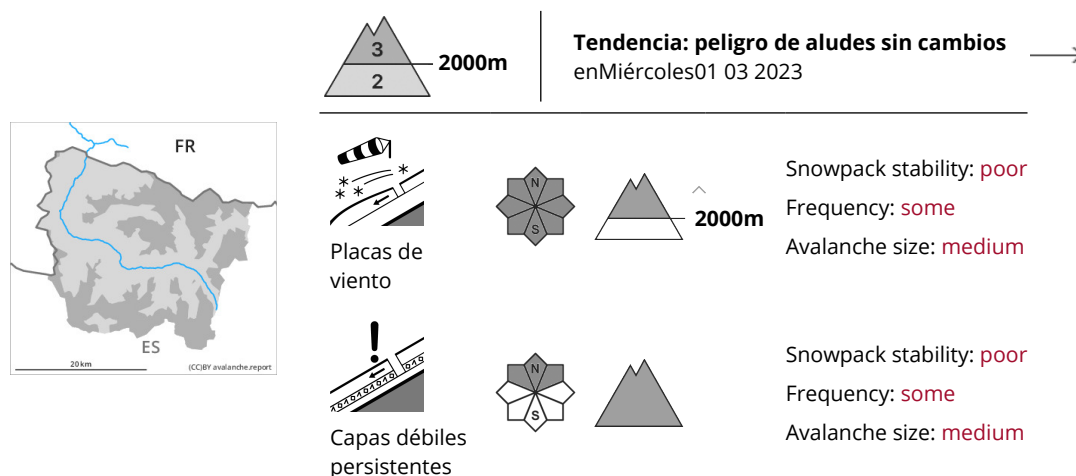 3
2
2000m
Tendencia: peligro de aludes sin cambios
enMiércoles01 03 2023
FR
ES
20 km
(CC)BY avalanche.report
Placas de
viento
N
S
2000m
Snowpack stability: poor
Frequency: some
Avalanche size: medium
Capas débiles
persistentes
N
S
Snowpack stability: poor
Frequency: some
Avalanche size: medium